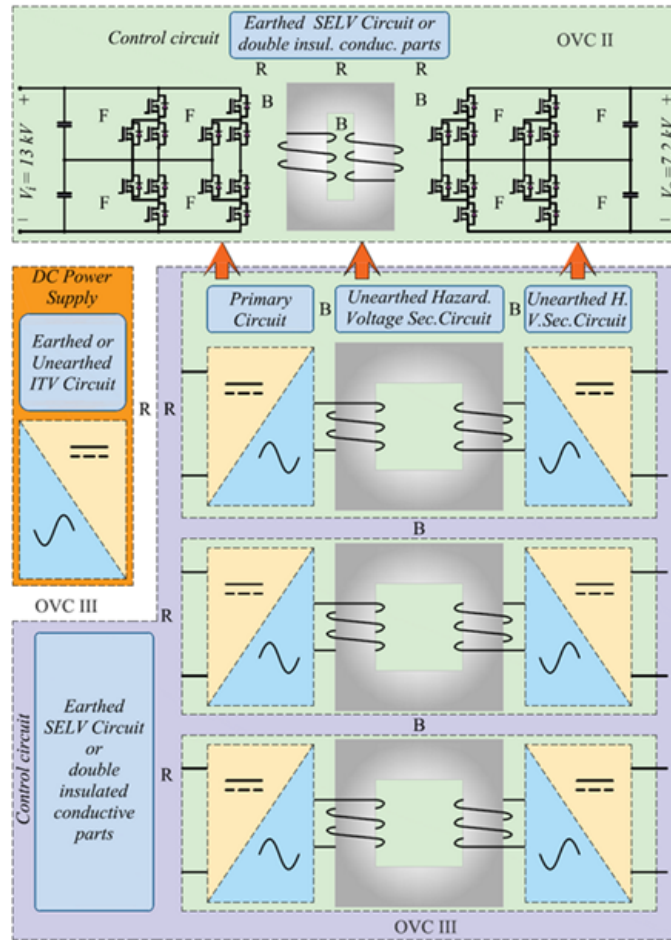 Control circuit
Earthed SELV Circuit or
double insul. conduc. parts
OVC II
R R R
B B
B
F F F F
F F F F
+ +
Vi = 13 kV
– –
DC Power
Supply
Earthed or
Unearthed
ITV Circuit
Primary
Circuit
B
Unearthed Hazard.
Voltage Sec.Circuit
B
Unearthed H.
V.Sec.Circuit
R R
B
OVC III
R
B
Control circuit
Earthed
SELV Circuit
or
double
insulated
conductive
parts
R
OVC III